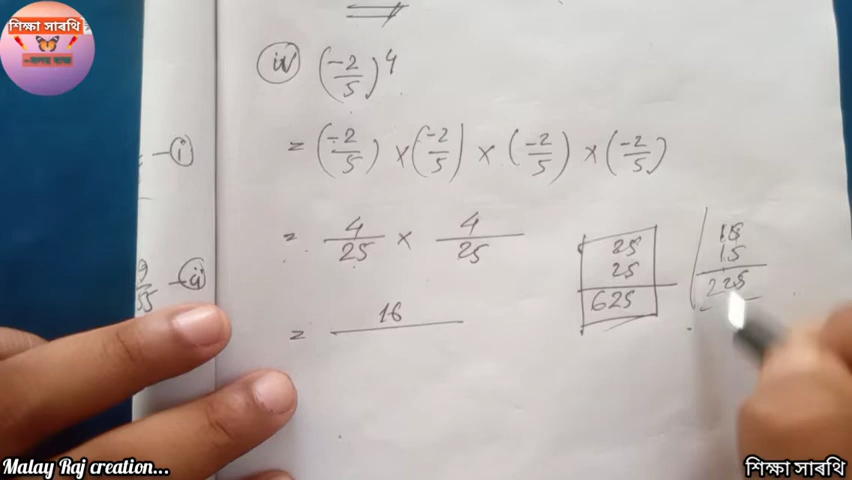 শিক্ষা সাৰথি
(iv) (-2/5)^4
= (-2/5) × (-2/5) × (-2/5) × (-2/5)
– (i)
= 4/25 × 4/25
25
25
625
15
15
225
– (ii)
= 16
Malay Raj creation...
শিক্ষা সাৰথি